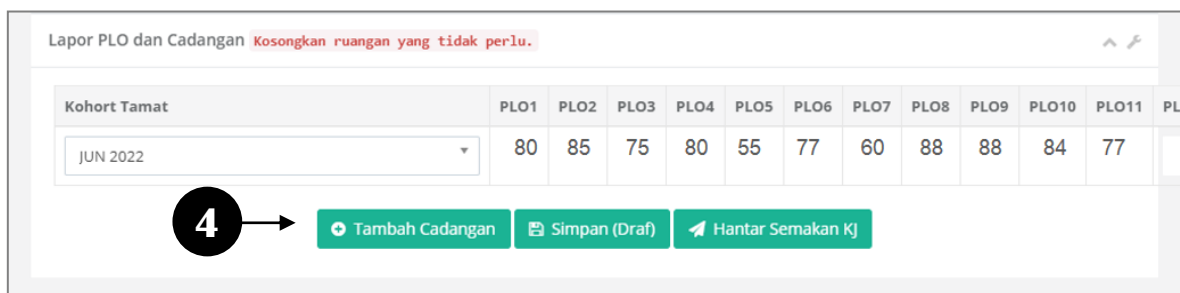 Lapor PLO dan Cadangan Kosongkan ruangan yang tidak perlu.
Kohort Tamat PLO1 PLO2 PLO3 PLO4 PLO5 PLO6 PLO7 PLO8 PLO9 PLO10 PLO11 PL
JUN 2022 80 85 75 80 55 77 60 88 88 84 77
4 Tambah Cadangan Simpan (Draf) Hantar Semakan KJ